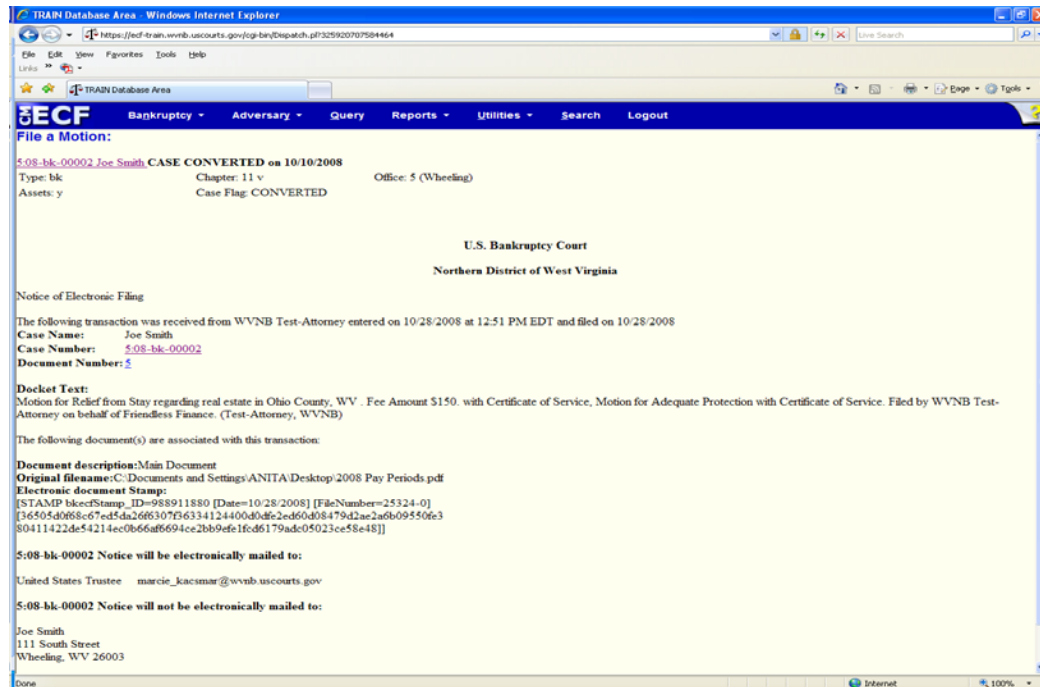 TRAIN Database Area - Windows Internet Explorer
https://ecf-train.wvnb.uscourts.gov/cgi-bin/Dispatch.pl?325920707584464
Live Search
File Edit View Favorites Tools Help
Links »
TRAIN Database Area
Page Tools
CM ECF Bankruptcy Adversary Query Reports Utilities Search Logout
?
File a Motion:
5:08-bk-00002 Joe Smith CASE CONVERTED on 10/10/2008
Type: bk Chapter: 11 v Office: 5 (Wheeling)
Assets: y Case Flag: CONVERTED
U.S. Bankruptcy Court
Northern District of West Virginia
Notice of Electronic Filing
The following transaction was received from WVNB Test-Attorney entered on 10/28/2008 at 12:51 PM EDT and filed on 10/28/2008
Case Name: Joe Smith
Case Number: 5:08-bk-00002
Document Number: 5
Docket Text:
Motion for Relief from Stay regarding real estate in Ohio County, WV . Fee Amount $150. with Certificate of Service, Motion for Adequate Protection with Certificate of Service. Filed by WVNB Test-
Attorney on behalf of Friendless Finance. (Test-Attorney, WVNB)
The following document(s) are associated with this transaction:
Document description:Main Document
Original filename:C:\Documents and Settings\ANITA\Desktop\2008 Pay Periods.pdf
Electronic document Stamp:
[STAMP bkecfStamp_ID=988911880 [Date=10/28/2008] [FileNumber=25324-0]
[36505d0f68c67ed5da26f6307f36334124400d0dfe2ed60d08479d2ae2a6b09550fe3
80411422de54214ec0b66af6694ce2bb9efe1fcd6179adc05023ce58e48]]
5:08-bk-00002 Notice will be electronically mailed to:
United States Trustee marcie_kacsmar@wvnb.uscourts.gov
5:08-bk-00002 Notice will not be electronically mailed to:
Joe Smith
111 South Street
Wheeling, WV 26003
Done Internet 100%